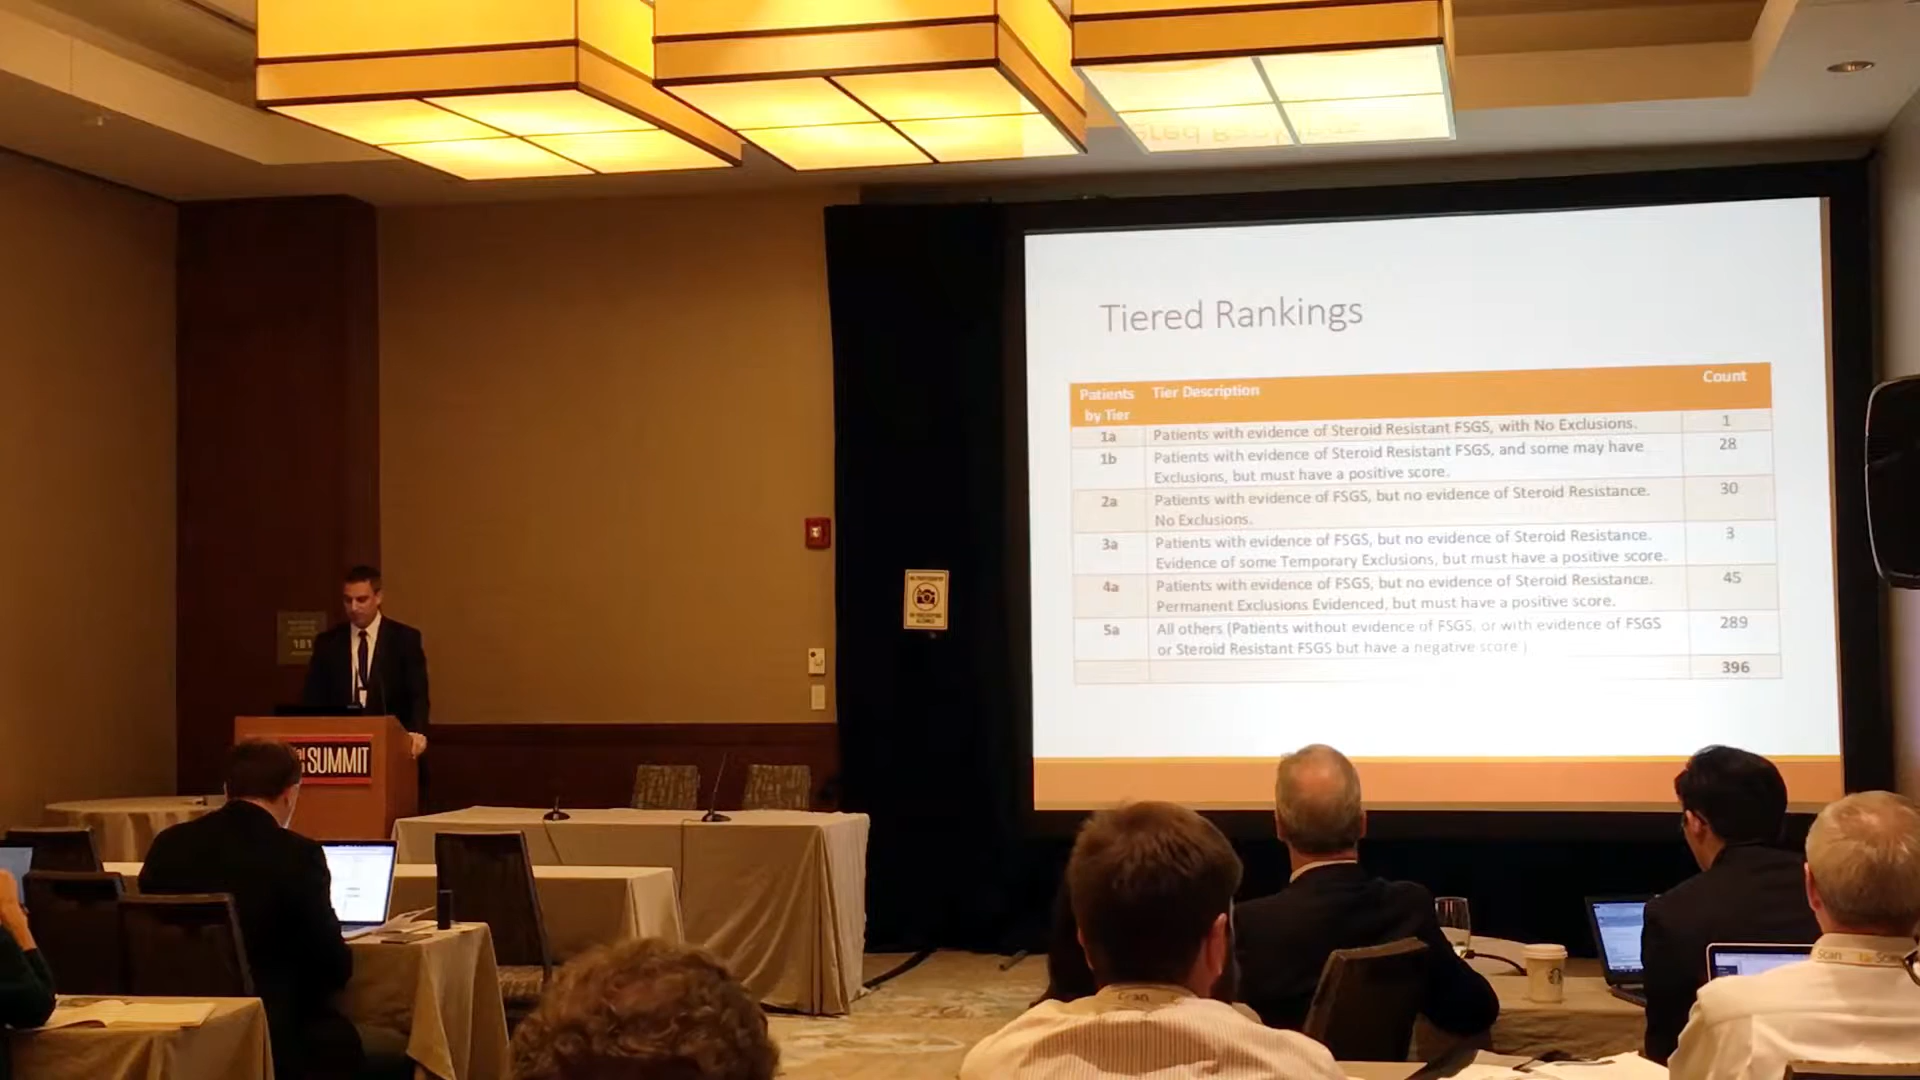 Tiered Rankings
Patients by Tier
Tier Description
Count
1a
Patients with evidence of Steroid Resistant FSGS, with No Exclusions.
1
1b
Patients with evidence of Steroid Resistant FSGS, and some may have
Exclusions, but must have a positive score.
28
2a
Patients with evidence of FSGS, but no evidence of Steroid Resistance.
No Exclusions.
30
3a
Patients with evidence of FSGS, but no evidence of Steroid Resistance.
Evidence of some Temporary Exclusions, but must have a positive score.
3
4a
Patients with evidence of FSGS, but no evidence of Steroid Resistance.
Permanent Exclusions Evidenced, but must have a positive score.
45
5a
All others (Patients without evidence of FSGS, or with evidence of FSGS
or Steroid Resistant FSGS but have a negative score )
289
396
SUMMIT
181
Scan